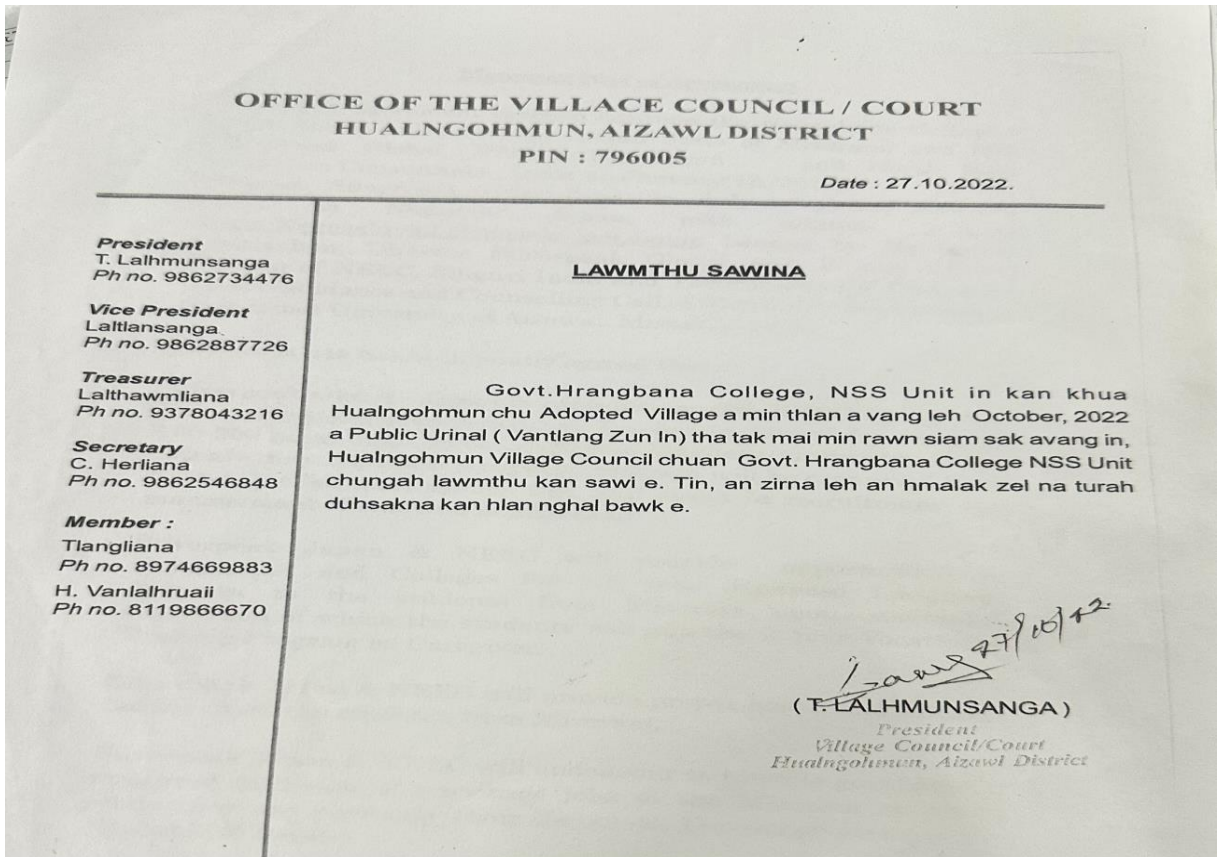 OFFICE OF THE VILLAGE COUNCIL / COURT
HUALNGOHMUN, AIZAWL DISTRICT
PIN : 796005
Date : 27.10.2022.
President
T. Lalhmunsanga
Ph no. 9862734476
Vice President
Laltlansanga
Ph no. 9862887726
Treasurer
Lalthawmliana
Ph no. 9378043216
Secretary
C. Herliana
Ph no. 9862546848
Member :
Tlangliana
Ph no. 8974669883
H. Vanlalhruaii
Ph no. 8119866670
LAWMTHU SAWINA
Govt.Hrangbana College, NSS Unit in kan khua
Hualngohmun chu Adopted Village a min thlan a vang leh October, 2022
a Public Urinal ( Vantlang Zun In) tha tak mai min rawn siam sak avang in,
Hualngohmun Village Council chuan Govt. Hrangbana College NSS Unit
chungah lawmthu kan sawi e. Tin, an zirna leh an hmalak zel na turah
duhsakna kan hlan nghal bawk e.
27/10/22.
( T. LALHMUNSANGA )
President
Village Council/Court
Hualngohmun, Aizawl District